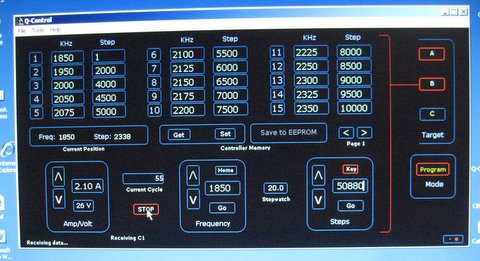 Q-Control
File Tools Help
KHz Step KHz Step KHz Step
1 1850 1 6 2100 5500 11 2225 8000
2 1950 2000 7 2125 6000 12 2250 8500
3 2000 4000 8 2150 6500 13 2300 9000
4 2050 4500 9 2175 7000 14 2325 9500
5 2075 5000 10 2200 7500 15 2350 10000
A
B
C
Target
Freq: 1850 Step: 2338
Current Position
Get Set
Controller Memory
Save to EEPROM
< >
Page 1
2.10 A
26 V
Amp/Volt
55
Current Cycle
STOP
Receiving C1
Home
1850
Go
Frequency
20.0
Stopwatch
Key
50880
Go
Steps
Program
Mode
Receiving data...